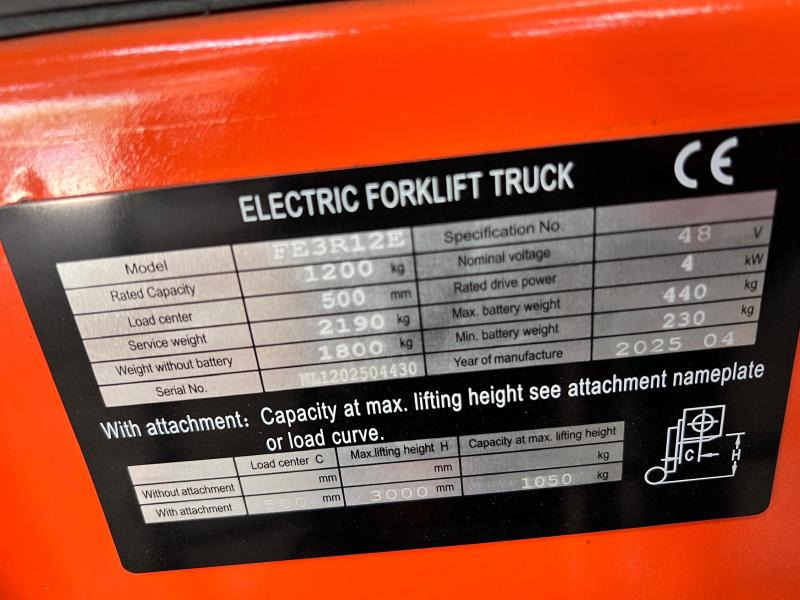 CE
ELECTRIC FORKLIFT TRUCK
Model FE3R12E Specification No.
Rated Capacity 1200 kg Nominal voltage 48 V
Load center 500 mm Rated drive power 4 kW
Service weight 2190 kg Max. battery weight 440 kg
Weight without battery 1800 kg Min. battery weight 230 kg
Serial No. NL1202504430 Year of manufacture 2025 04
With attachment: Capacity at max. lifting height see attachment nameplate
or load curve.
Load center C Max.lifting height H Capacity at max. lifting height
Without attachment mm mm kg
With attachment 500 mm 3000 mm 1050 kg
C H